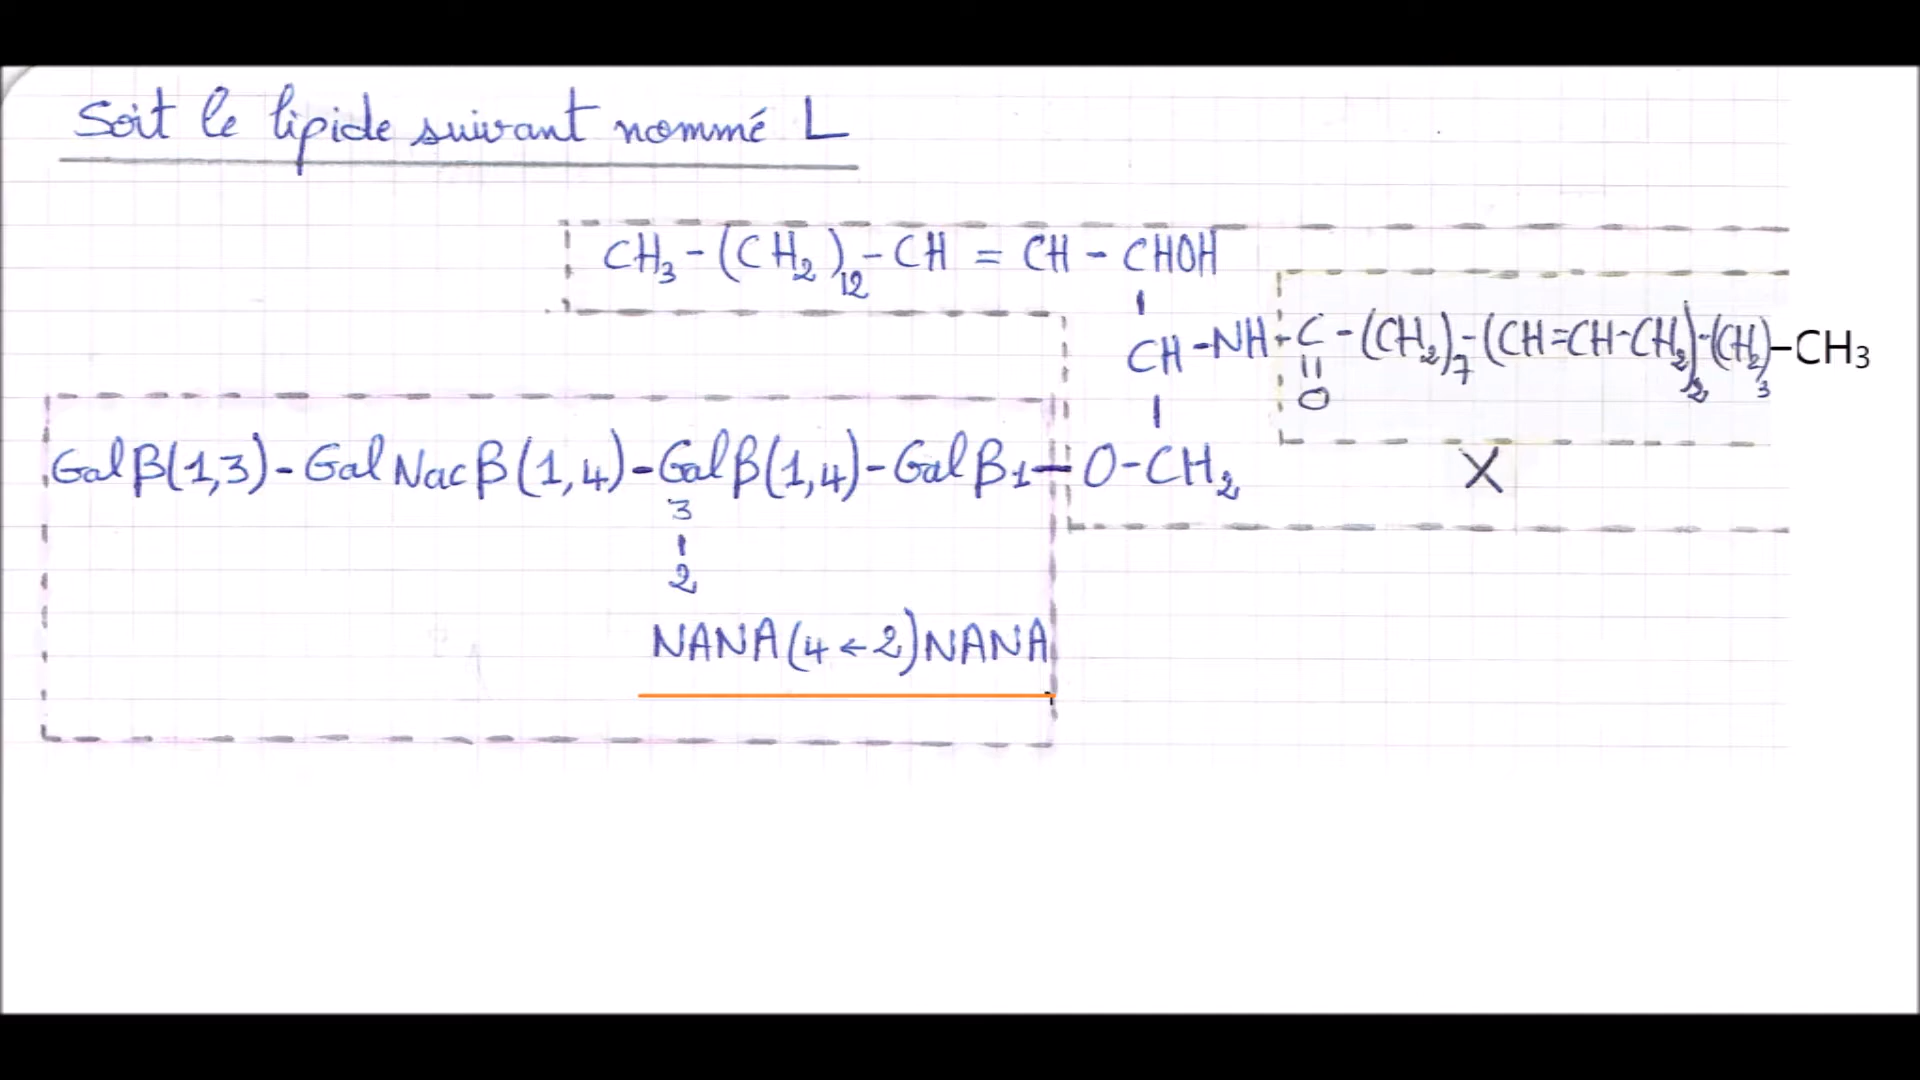 Soit le lipide suivant nommé L
CH₃-(CH₂)₁₂-CH = CH - CHOH
CH-NH-C-(CH₂)₇-(CH=CH-CH₂)₂-(CH₂)₃-CH₃
O
Galβ(1,3)-GalNacβ(1,4)-Galβ(1,4)-Galβ1-O-CH₂
X
3
2
NANA(4←2)NANA